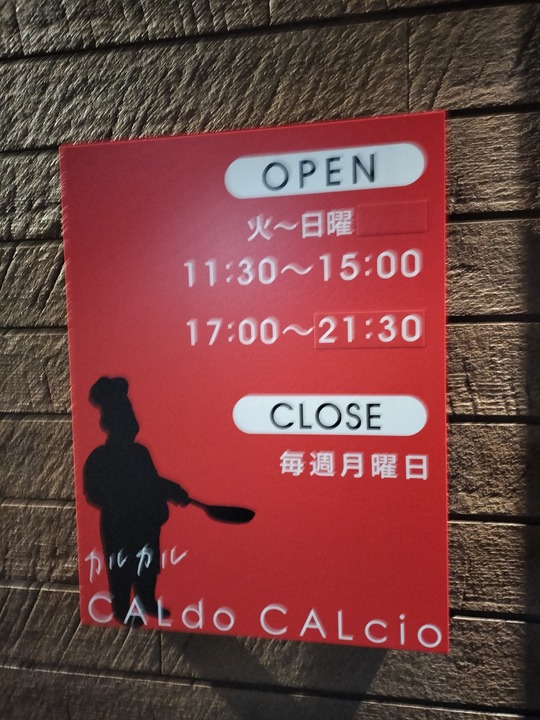 OPEN
火〜日曜
11:30〜15:00
17:00〜21:30
CLOSE
毎週月曜日
カルカル
CALdo CALcio